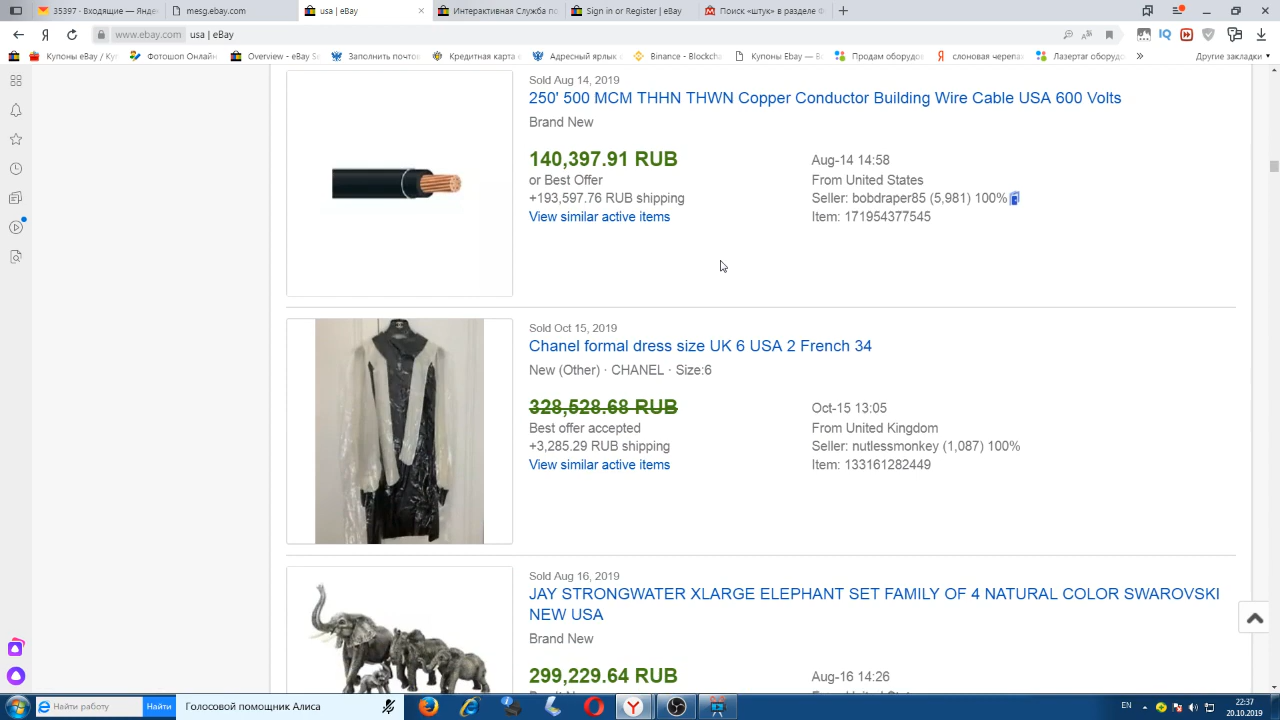 35397 · Входящие — Яндек
mesg.ebay.com
usa | eBay
Интерактивная Служба по
Sign in or Register | eBay
Поиск «штук» в разделе Ф
Я
www.ebay.com usa | eBay
IQ
Купоны eBay / Куп
Фотошоп Онлайн
Overview - eBay Se
Заполнить почтов
Кредитная карта е
Адресный ярлык с
Binance - Blockcha
Купоны Ebay — Ва
Продам оборудов
слоновая черепах
Лазертаг оборудо
»
Другие закладки
Sold Aug 14, 2019
250' 500 MCM THHN THWN Copper Conductor Building Wire Cable USA 600 Volts
Brand New
140,397.91 RUB
Aug-14 14:58
or Best Offer
From United States
+193,597.76 RUB shipping
Seller: bobdraper85 (5,981) 100%
View similar active items
Item: 171954377545
Sold Oct 15, 2019
Chanel formal dress size UK 6 USA 2 French 34
New (Other) · CHANEL · Size:6
328,528.68 RUB
Oct-15 13:05
Best offer accepted
From United Kingdom
+3,285.29 RUB shipping
Seller: nutlessmonkey (1,087) 100%
View similar active items
Item: 133161282449
Sold Aug 16, 2019
JAY STRONGWATER XLARGE ELEPHANT SET FAMILY OF 4 NATURAL COLOR SWAROVSKI
NEW USA
Brand New
299,229.64 RUB
Aug-16 14:26
Найти работу
Найти
Голосовой помощник Алиса
EN
22:37
20.10.2019